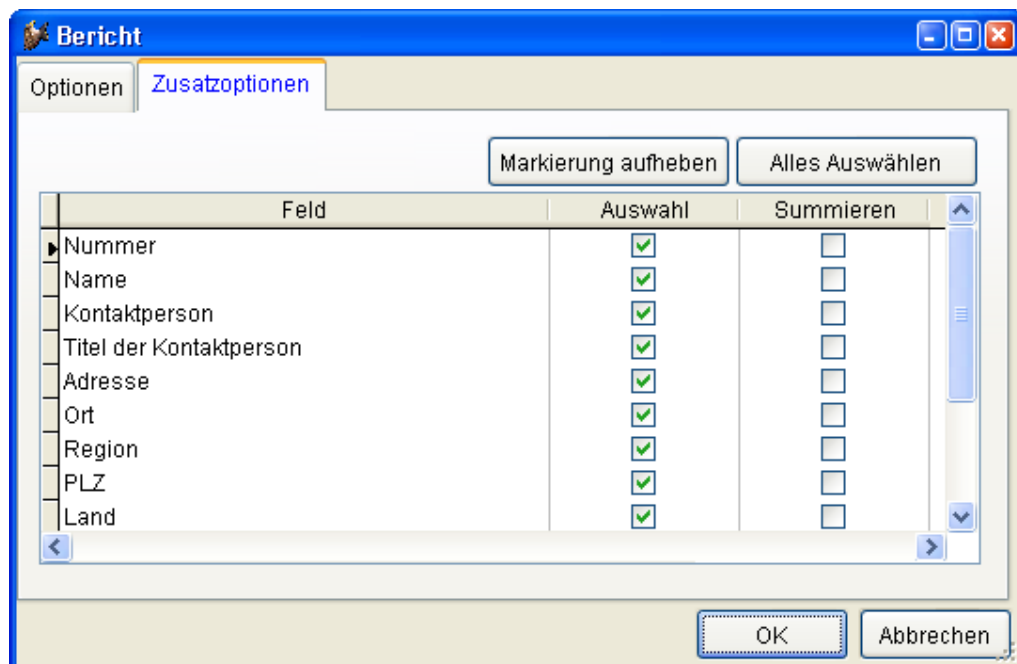 Bericht
Optionen Zusatzoptionen
Markierung aufheben Alles Auswählen
Feld Auswahl Summieren
Nummer
Name
Kontaktperson
Titel der Kontaktperson
Adresse
Ort
Region
PLZ
Land
OK Abbrechen